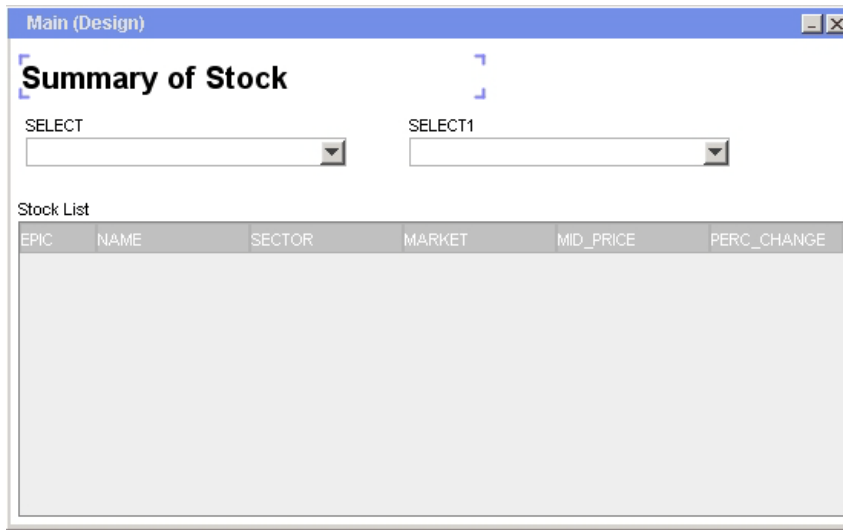 Main (Design)
Summary of Stock
SELECT SELECT1
Stock List
EPIC NAME SECTOR MARKET MID_PRICE PERC_CHANGE